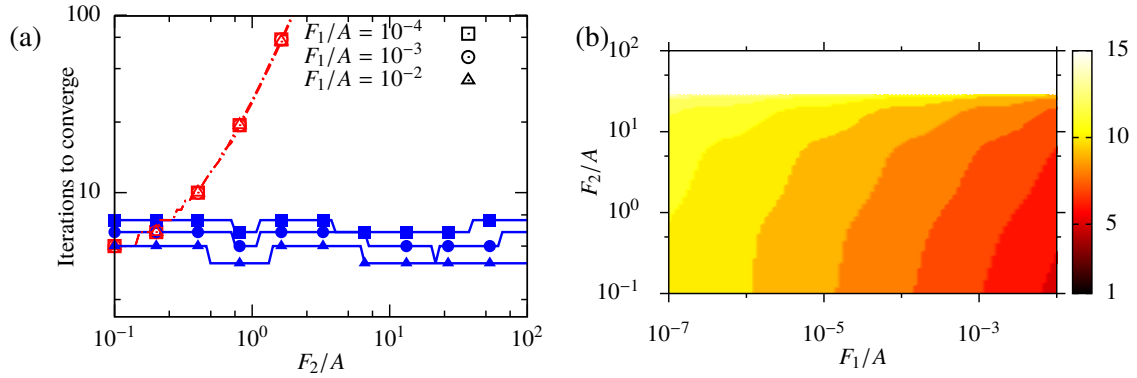 (a)
Iterations to converge
100
10
F₁/A = 10⁻⁴
F₁/A = 10⁻³
F₁/A = 10⁻²
10⁻¹ 10⁰ 10¹ 10²
F₂/A
(b)
F₂/A
10²
10¹
10⁰
10⁻¹
10⁻⁷ 10⁻⁵ 10⁻³
F₁/A
15
10
5
1